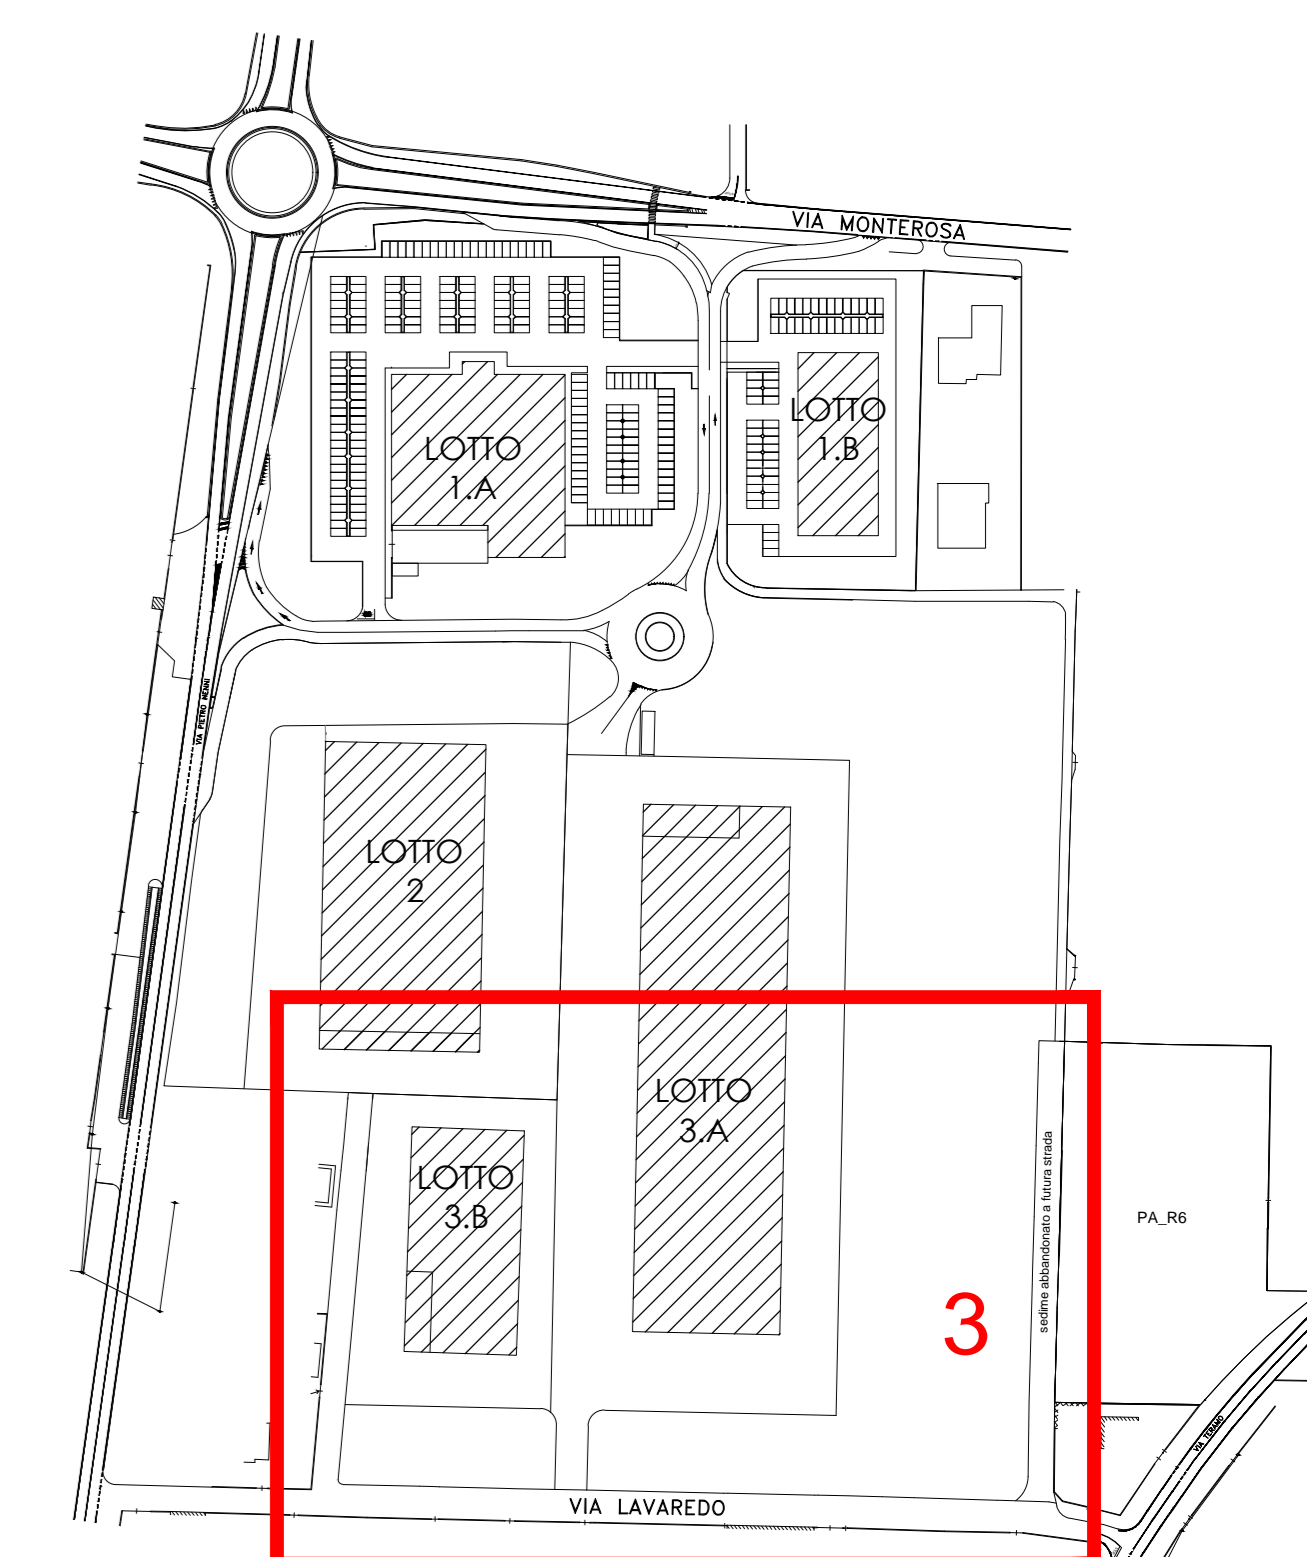 VIA MONTEROSA
LOTTO
1.A
LOTTO
1.B
VIA PIETRO NENNI
LOTTO
2
LOTTO
3.A
LOTTO
3.B
sedime abbandonato a futura strada
PA_R6
3
VIA TERAMO
VIA LAVAREDO